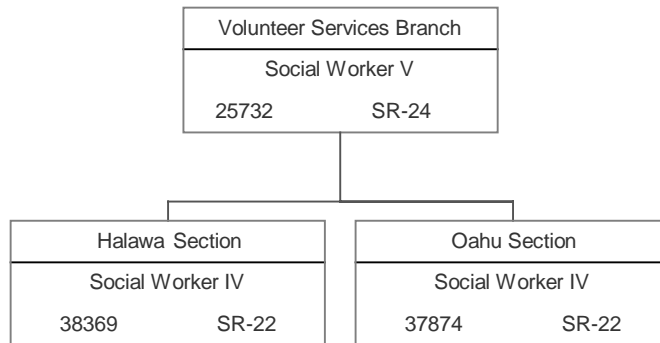 Volunteer Services Branch
Social Worker V
25732 SR-24
Halawa Section
Social Worker IV
38369 SR-22
Oahu Section
Social Worker IV
37874 SR-22